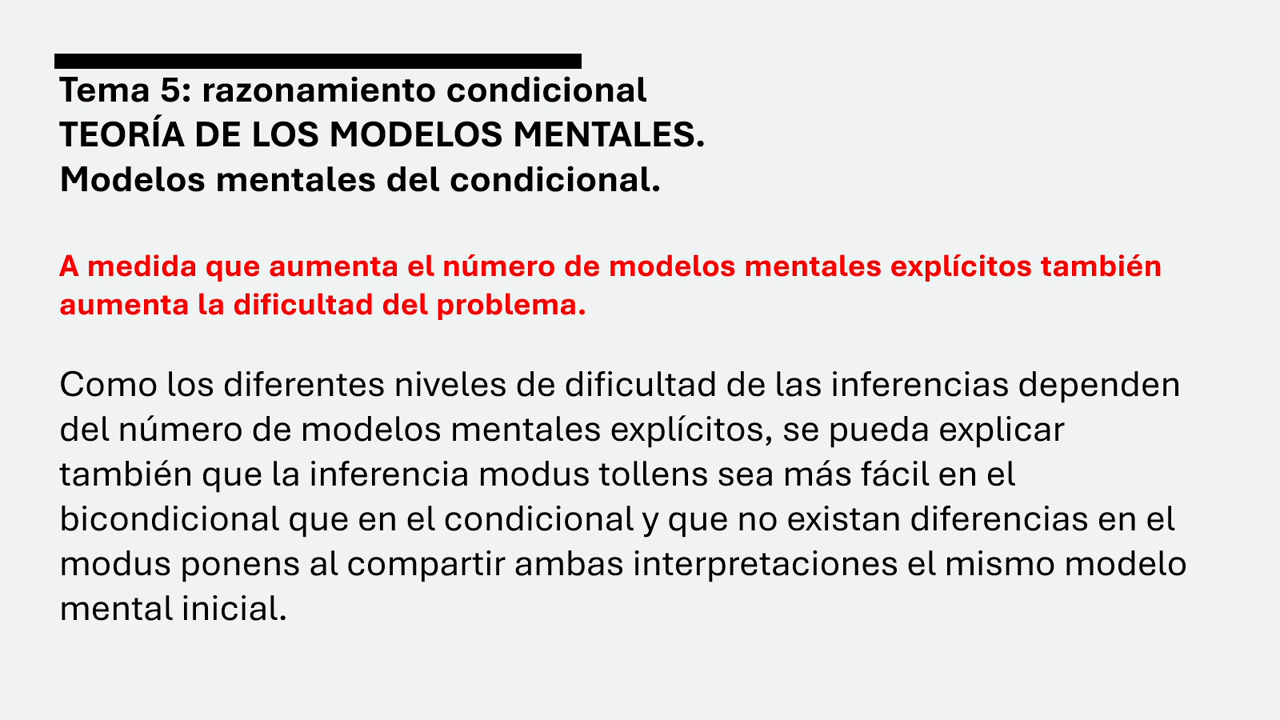 Tema 5: razonamiento condicional
TEORÍA DE LOS MODELOS MENTALES.
Modelos mentales del condicional.
A medida que aumenta el número de modelos mentales explícitos también
aumenta la dificultad del problema.
Como los diferentes niveles de dificultad de las inferencias dependen
del número de modelos mentales explícitos, se pueda explicar
también que la inferencia modus tollens sea más fácil en el
bicondicional que en el condicional y que no existan diferencias en el
modus ponens al compartir ambas interpretaciones el mismo modelo
mental inicial.